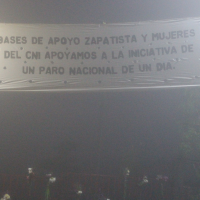 BASES DE APOYO ZAPATISTA Y MUJERES
DEL CNI APOYAMOS A LA INICIATIVA DE
UN PARO NACIONAL DE UN DIA.